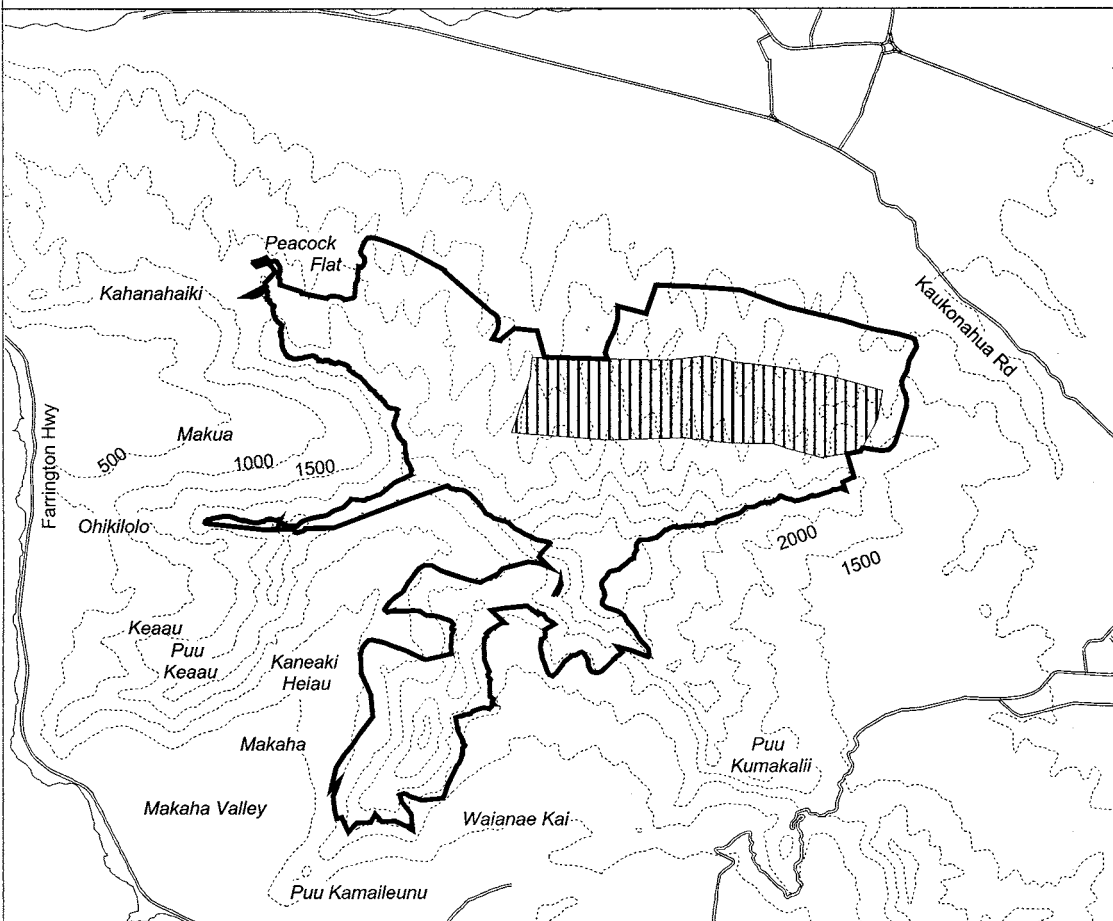 Peacock
Flat
Kahanahaiki
Kaukonahua Rd
Farrington Hwy
Makua
500
1000
1500
Ohikilolo
2000
1500
Keaau
Puu
Keaau
Kaneaki
Heiau
Makaha
Puu
Kumakalii
Makaha Valley
Waianae Kai
Puu Kamaileunu